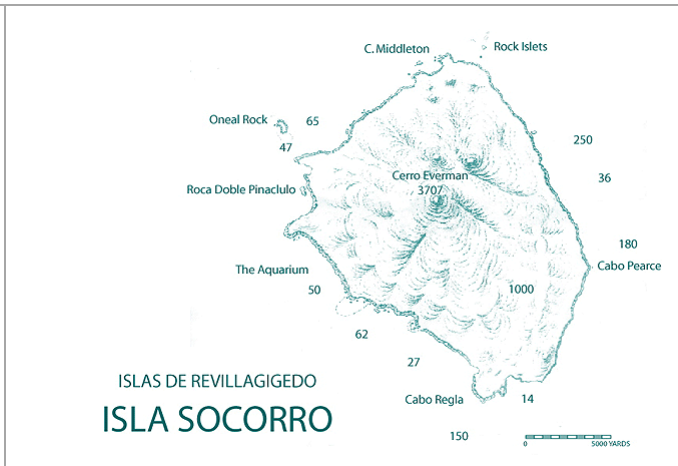 C. Middleton
Rock Islets
Oneal Rock
65
47
250
36
Cerro Everman
3707
Roca Doble Pinaclulo
180
Cabo Pearce
The Aquarium
50
1000
62
27
ISLAS DE REVILLAGIGEDO
ISLA SOCORRO
Cabo Regla
14
150
0
5000 YARDS